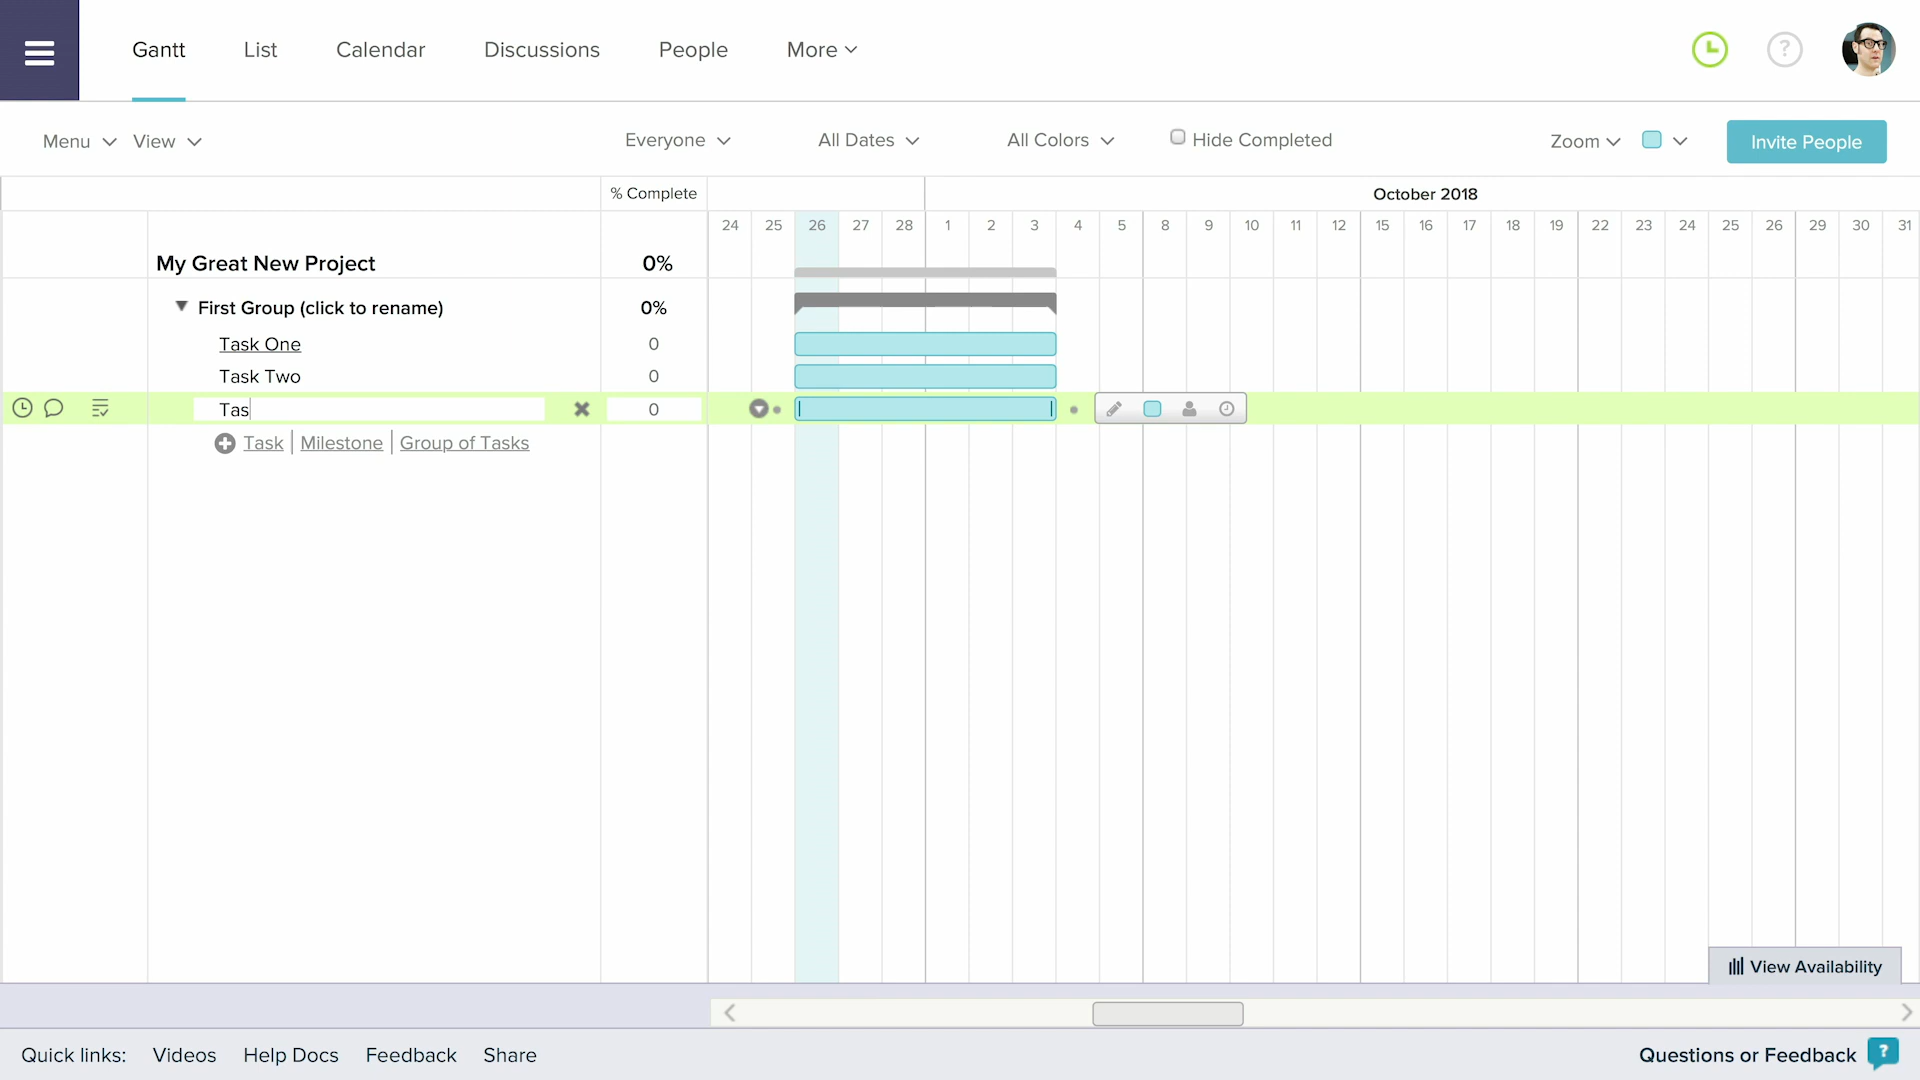 Gantt List Calendar Discussions People More
?
Menu View Everyone All Dates All Colors Hide Completed Zoom Invite People
% Complete October 2018
24 25 26 27 28 1 2 3 4 5 8 9 10 11 12 15 16 17 18 19 22 23 24 25 26 29 30 31
My Great New Project 0%
First Group (click to rename) 0%
Task One 0
Task Two 0
Tas 0
Task Milestone Group of Tasks
View Availability
Quick links: Videos Help Docs Feedback Share Questions or Feedback ?